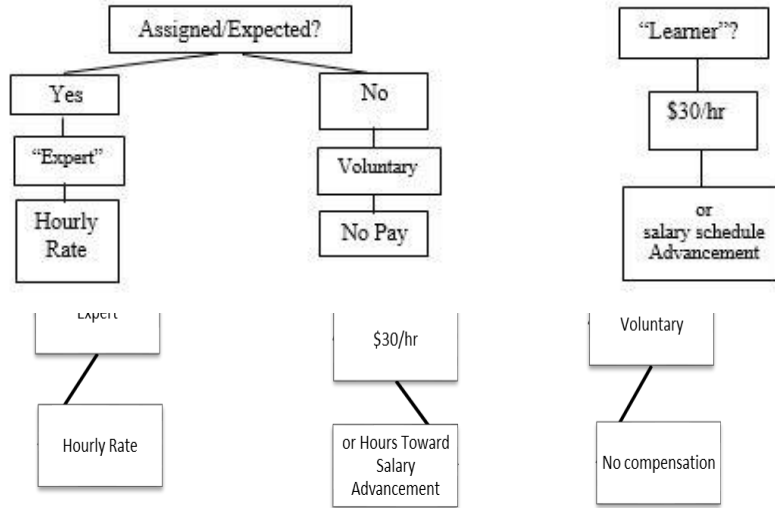 Assigned/Expected?
"Learner"?
Yes
No
$30/hr
"Expert"
Voluntary
Hourly
Rate
No Pay
or
salary schedule
Advancement
Expert
$30/hr
Voluntary
Hourly Rate
or Hours Toward
Salary
Advancement
No compensation